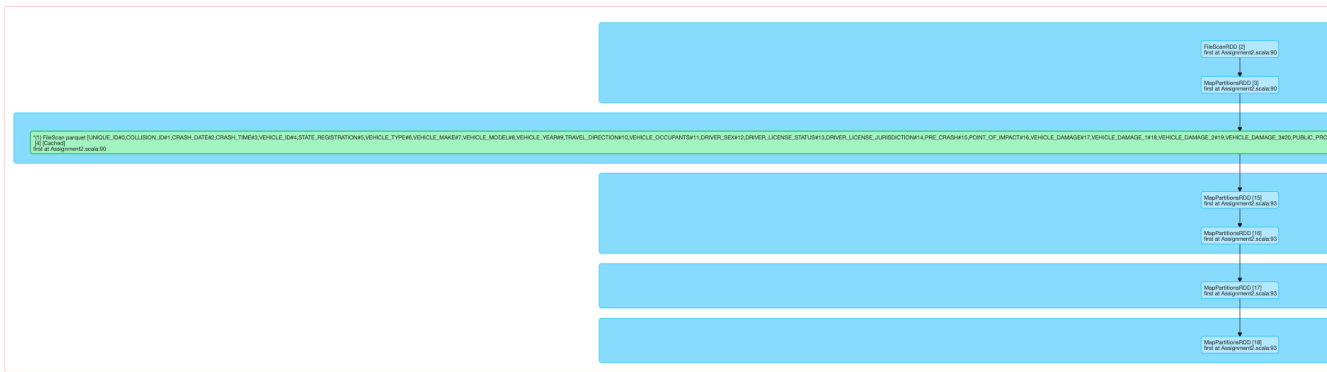 FileScanRDD [2]
first at Assignment2.scala:90
MapPartitionsRDD [3]
first at Assignment2.scala:90
*(1) FileScan parquet [UNIQUE_ID#0,COLLISION_ID#1,CRASH_DATE#2,CRASH_TIME#3,VEHICLE_ID#4,STATE_REGISTRATION#5,VEHICLE_TYPE#6,VEHICLE_MAKE#7,VEHICLE_MODEL#8,VEHICLE_YEAR#9,TRAVEL_DIRECTION#10,VEHICLE_OCCUPANTS#11,DRIVER_SEX#12,DRIVER_LICENSE_STATUS#13,DRIVER_LICENSE_JURISDICTION#14,PRE_CRASH#15,POINT_OF_IMPACT#16,VEHICLE_DAMAGE#17,VEHICLE_DAMAGE_1#18,VEHICLE_DAMAGE_2#19,VEHICLE_DAMAGE_3#20,PUBLIC_PRO
[4] [Cached]
first at Assignment2.scala:90
MapPartitionsRDD [15]
first at Assignment2.scala:93
MapPartitionsRDD [16]
first at Assignment2.scala:93
MapPartitionsRDD [17]
first at Assignment2.scala:93
MapPartitionsRDD [18]
first at Assignment2.scala:93